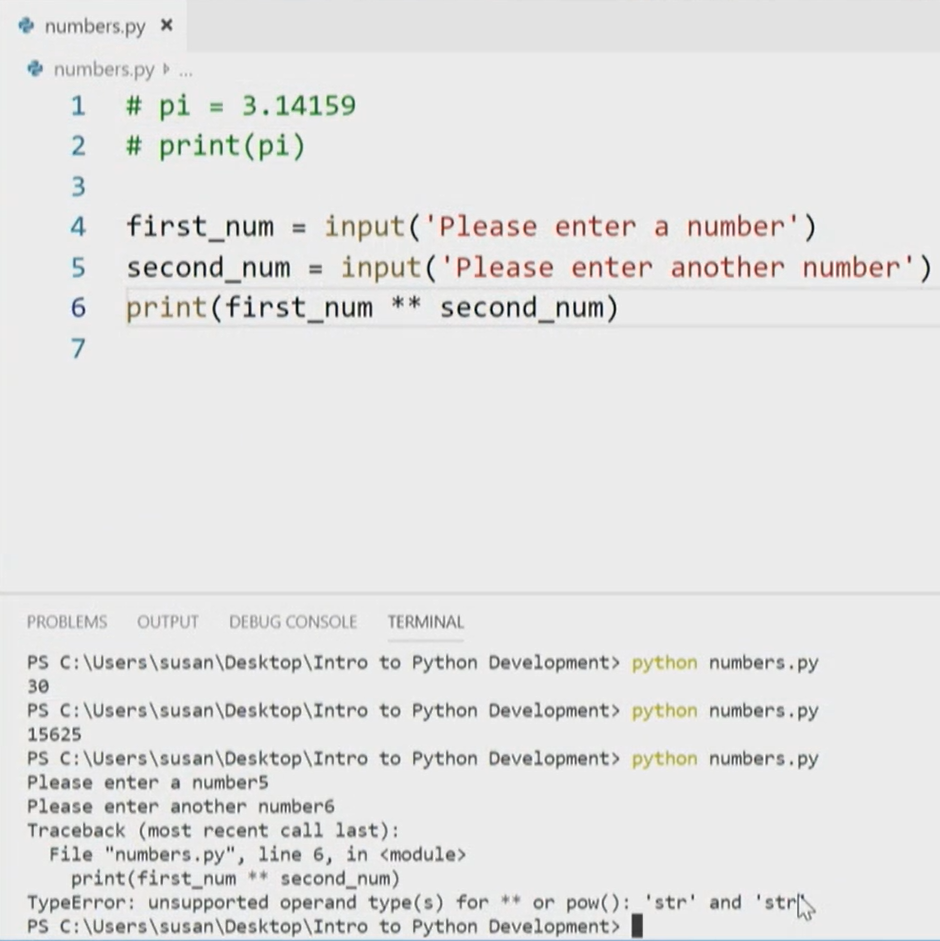 numbers.py ×
numbers.py ▷ ...
1 # pi = 3.14159
2 # print(pi)
3
4 first_num = input('Please enter a number')
5 second_num = input('Please enter another number')
6 print(first_num ** second_num)
7
PROBLEMS OUTPUT DEBUG CONSOLE TERMINAL
PS C:\Users\susan\Desktop\Intro to Python Development> python numbers.py
30
PS C:\Users\susan\Desktop\Intro to Python Development> python numbers.py
15625
PS C:\Users\susan\Desktop\Intro to Python Development> python numbers.py
Please enter a number5
Please enter another number6
Traceback (most recent call last):
  File "numbers.py", line 6, in <module>
    print(first_num ** second_num)
TypeError: unsupported operand type(s) for ** or pow(): 'str' and 'str
PS C:\Users\susan\Desktop\Intro to Python Development>